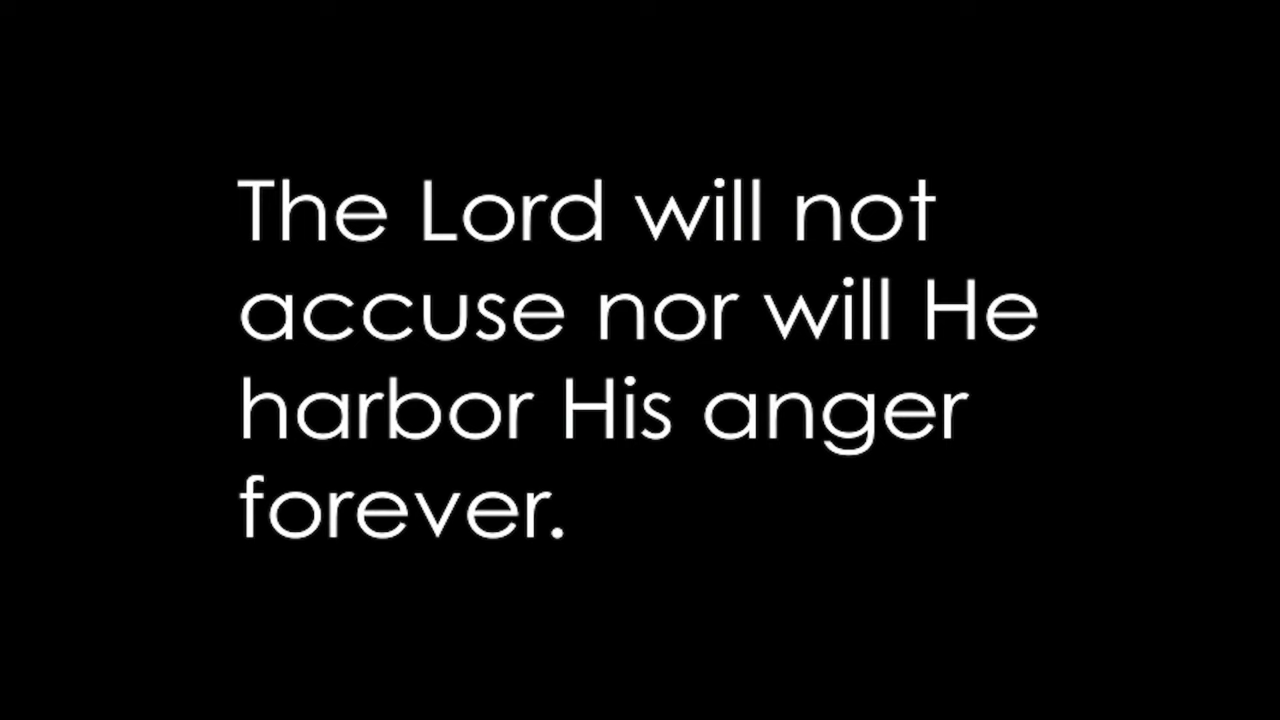 The Lord will not
accuse nor will He
harbor His anger
forever.